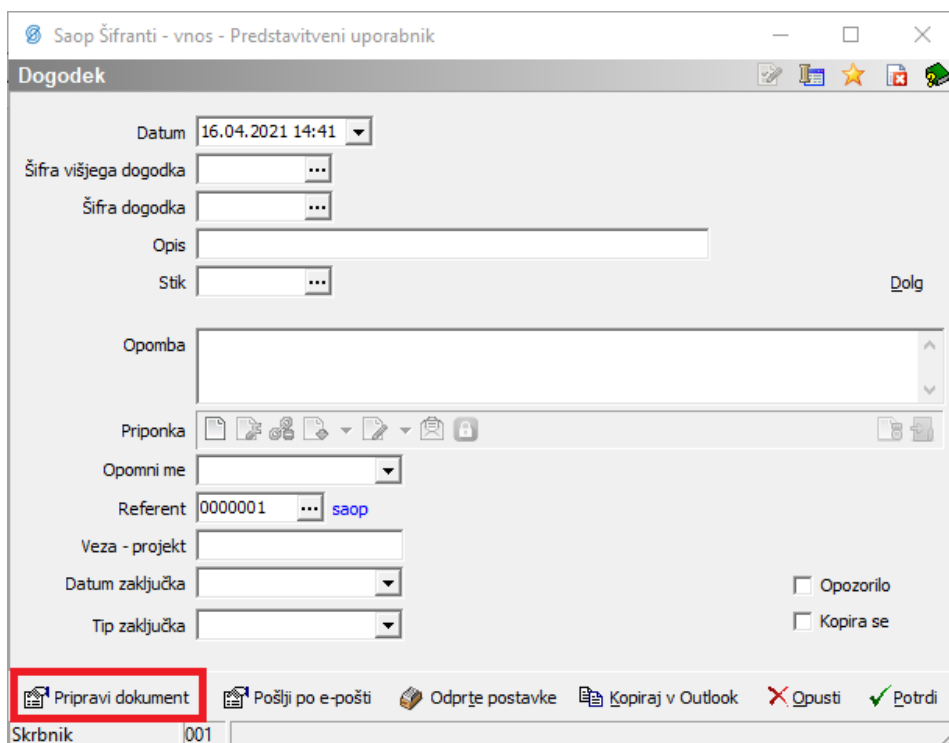 Saop Šifranti - vnos - Predstavitveni uporabnik
Dogodek
Datum 16.04.2021 14:41
Šifra višjega dogodka
Šifra dogodka
Opis
Stik
Dolg
Opomba
Priponka
Opomni me
Referent 0000001 saop
Veza - projekt
Datum zaključka
Opozorilo
Tip zaključka
Kopira se
Pripravi dokument Pošlji po e-pošti Odprte postavke Kopiraj v Outlook Opusti Potrdi
Skrbnik 001